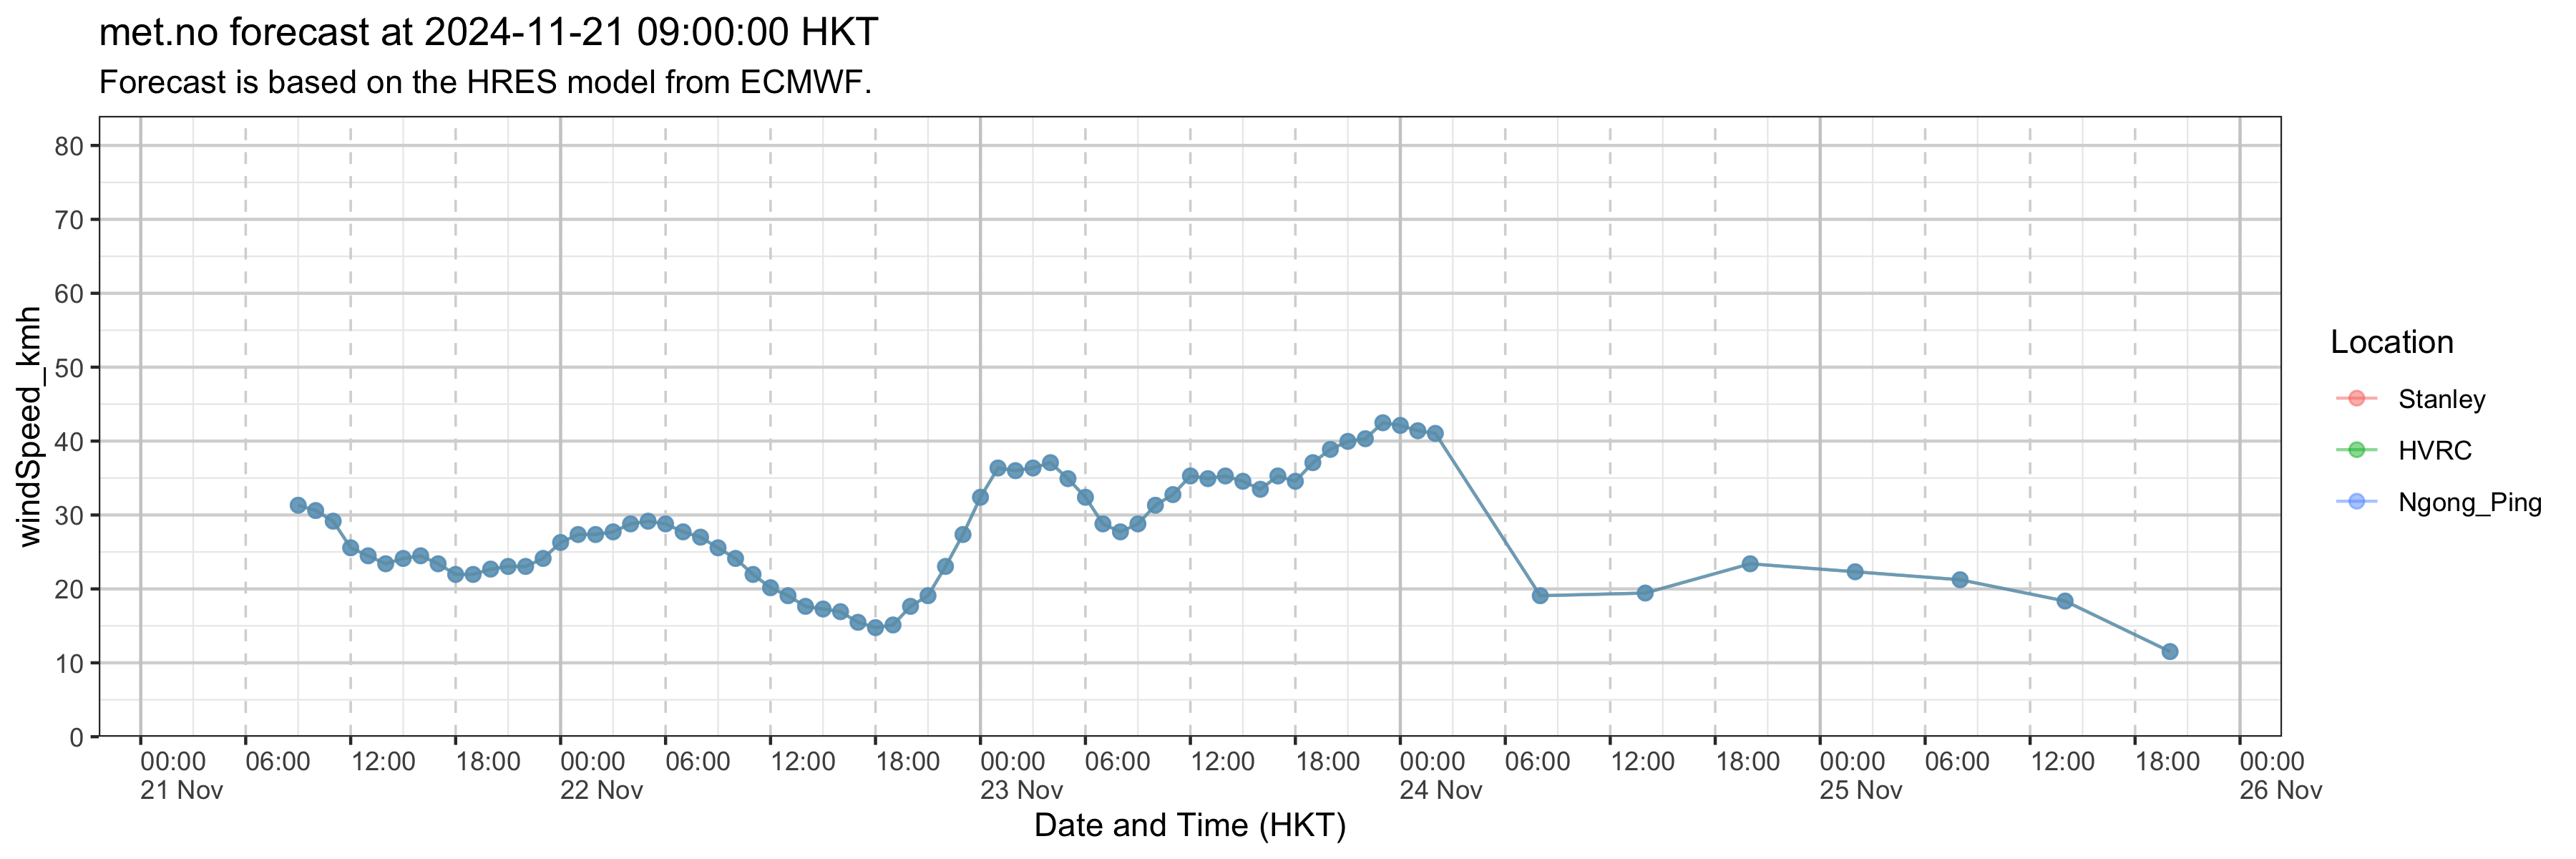 met.no forecast at 2024-11-21 09:00:00 HKT
Forecast is based on the HRES model from ECMWF.
windSpeed_kmh
80
70
60
50
40
30
20
10
0
00:00 06:00 12:00 18:00 00:00 06:00 12:00 18:00 00:00 06:00 12:00 18:00 00:00 06:00 12:00 18:00 00:00 06:00 12:00 18:00 00:00
21 Nov 22 Nov 23 Nov 24 Nov 25 Nov 26 Nov
Date and Time (HKT)
Location
Stanley
HVRC
Ngong_Ping